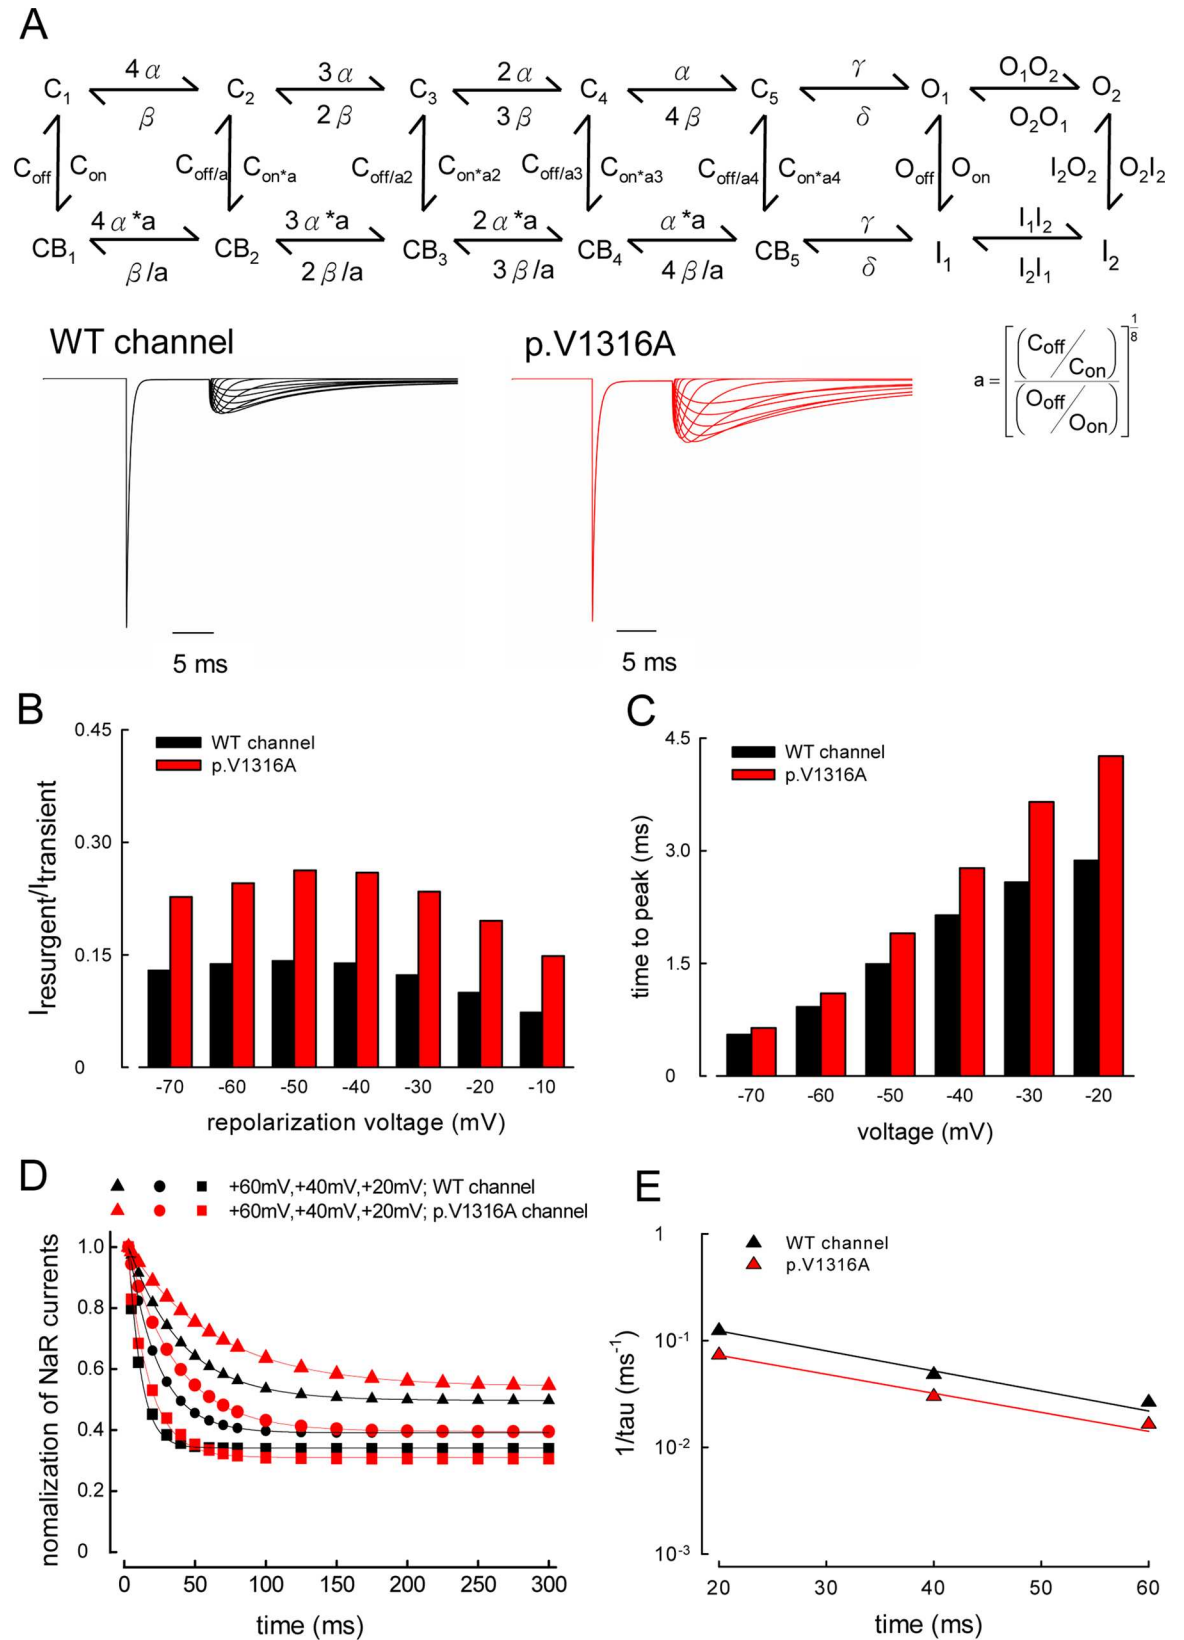 A
4α 3α 2α α γ O1O2
C1 C2 C3 C4 C5 O1 O2
β 2β 3β 4β δ O2O1
Coff Con Coff/a Con*a Coff/a2 Con*a2 Coff/a3 Con*a3 Coff/a4 Con*a4 Ooff Oon I2O2 O2I2
4α*a 3α*a 2α*a α*a γ I1I2
CB1 CB2 CB3 CB4 CB5 I1 I2
β/a 2β/a 3β/a 4β/a δ I2I1
WT channel p.V1316A
a = [(Coff/Con) / (Ooff/Oon)]^1/8
5 ms 5 ms
B
Iresurgent/Itransient
0.45
0.30
0.15
0
WT channel
p.V1316A
-70 -60 -50 -40 -30 -20 -10
repolarization voltage (mV)
C
time to peak (ms)
4.5
3.0
1.5
0
WT channel
p.V1316A
-70 -60 -50 -40 -30 -20
voltage (mV)
D
+60mV,+40mV,+20mV; WT channel
+60mV,+40mV,+20mV; p.V1316A channel
nomalization of NaR currents
1.0
0.8
0.6
0.4
0.2
0
0 50 100 150 200 250 300
time (ms)
E
WT channel
p.V1316A
1/tau (ms-1)
1
10-1
10-2
10-3
20 30 40 50 60
time (ms)